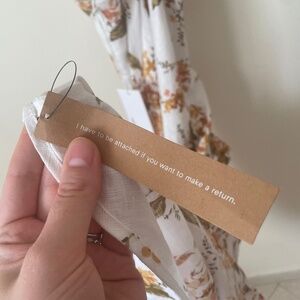 I have to be attached if you want to make a return.